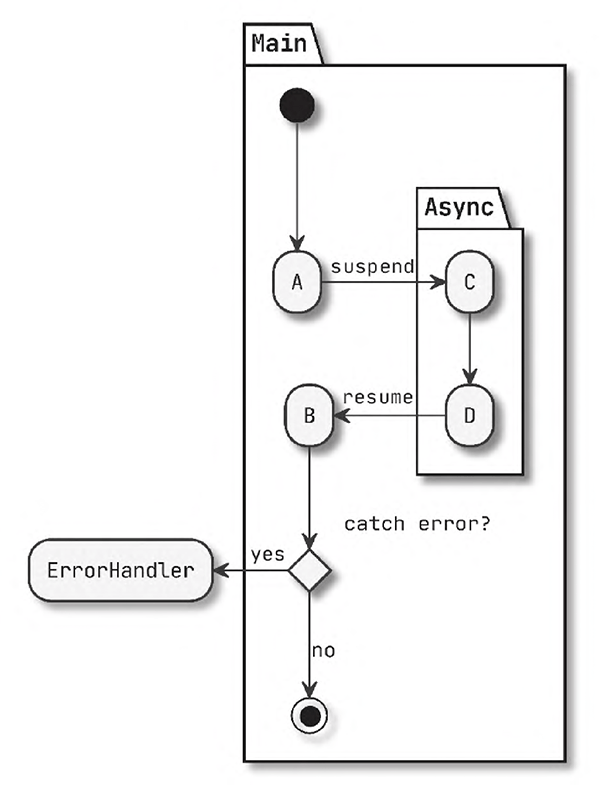 Main
Async
A
suspend
C
B
resume
D
catch error?
ErrorHandler
yes
no